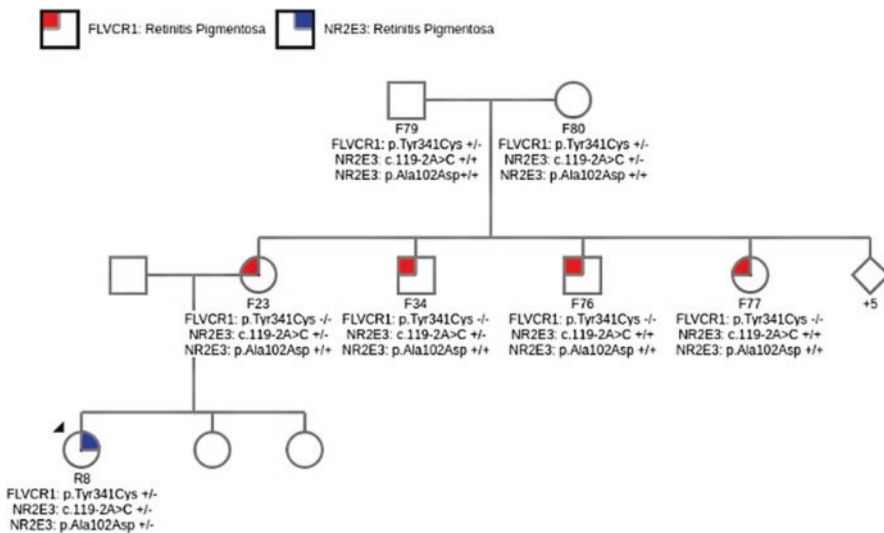 FLVCR1: Retinitis Pigmentosa
NR2E3: Retinitis Pigmentosa
F79
FLVCR1: p.Tyr341Cys +/-
NR2E3: c.119-2A>C +/+
NR2E3: p.Ala102Asp+/+
F80
FLVCR1: p.Tyr341Cys +/-
NR2E3: c.119-2A>C +/-
NR2E3: p.Ala102Asp +/+
F23
FLVCR1: p.Tyr341Cys -/-
NR2E3: c.119-2A>C +/-
NR2E3: p.Ala102Asp +/+
F34
FLVCR1: p.Tyr341Cys -/-
NR2E3: c.119-2A>C +/-
NR2E3: p.Ala102Asp +/+
F76
FLVCR1: p.Tyr341Cys -/-
NR2E3: c.119-2A>C +/+
NR2E3: p.Ala102Asp +/+
F77
FLVCR1: p.Tyr341Cys -/-
NR2E3: c.119-2A>C +/+
NR2E3: p.Ala102Asp +/+
+5
R8
FLVCR1: p.Tyr341Cys +/-
NR2E3: c.119-2A>C +/-
NR2E3: p.Ala102Asp +/-